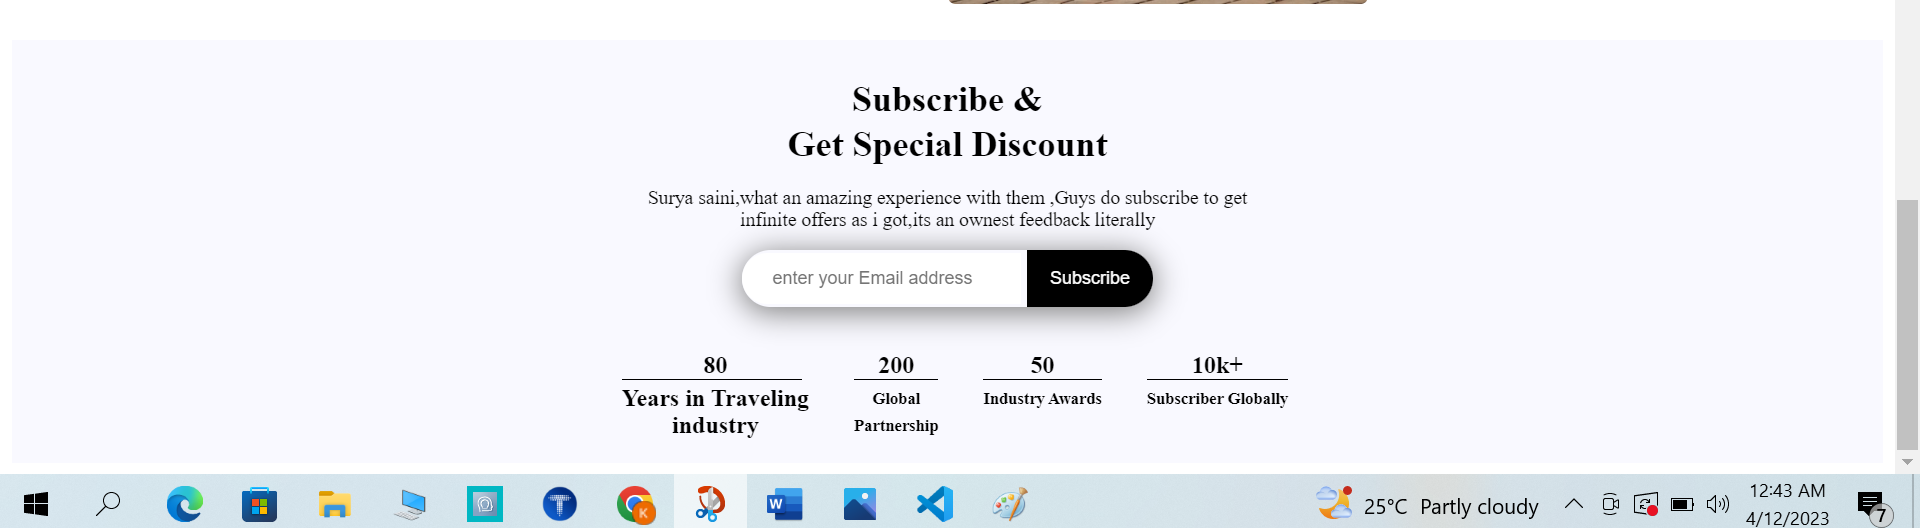 Subscribe &
Get Special Discount
Surya saini,what an amazing experience with them ,Guys do subscribe to get
infinite offers as i got,its an ownest feedback literally
enter your Email address
Subscribe
80
Years in Traveling
industry
200
Global
Partnership
50
Industry Awards
10k+
Subscriber Globally
T
K
W
25°C Partly cloudy
12:43 AM
4/12/2023
7